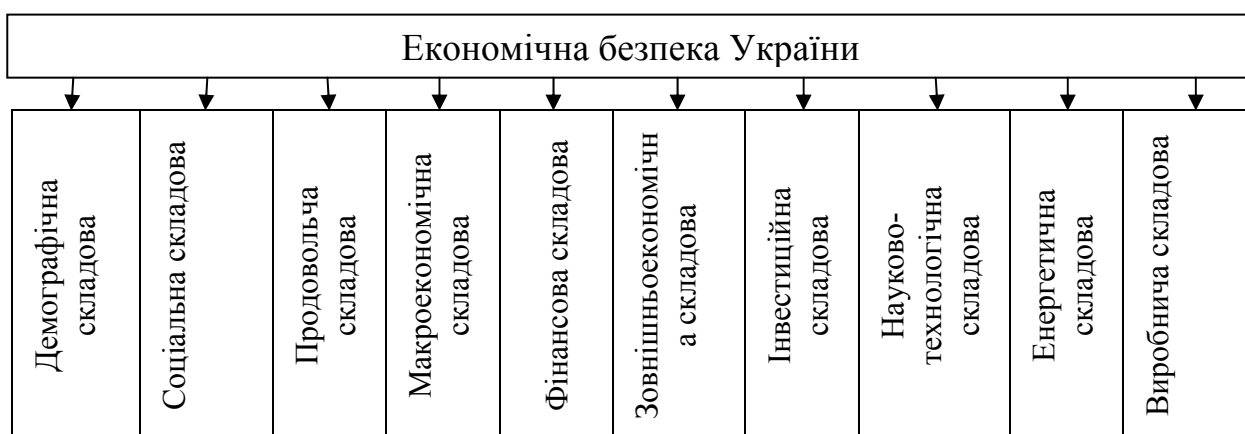 Економічна безпека України
Демографічна
складова
Соціальна складова
Продовольча
складова
Макроекономічна
складова
Фінансова складова
Зовнішньоекономічн
а складова
Інвестиційна
складова
Науково-
технологічна
складова
Енергетична
складова
Виробнича складова